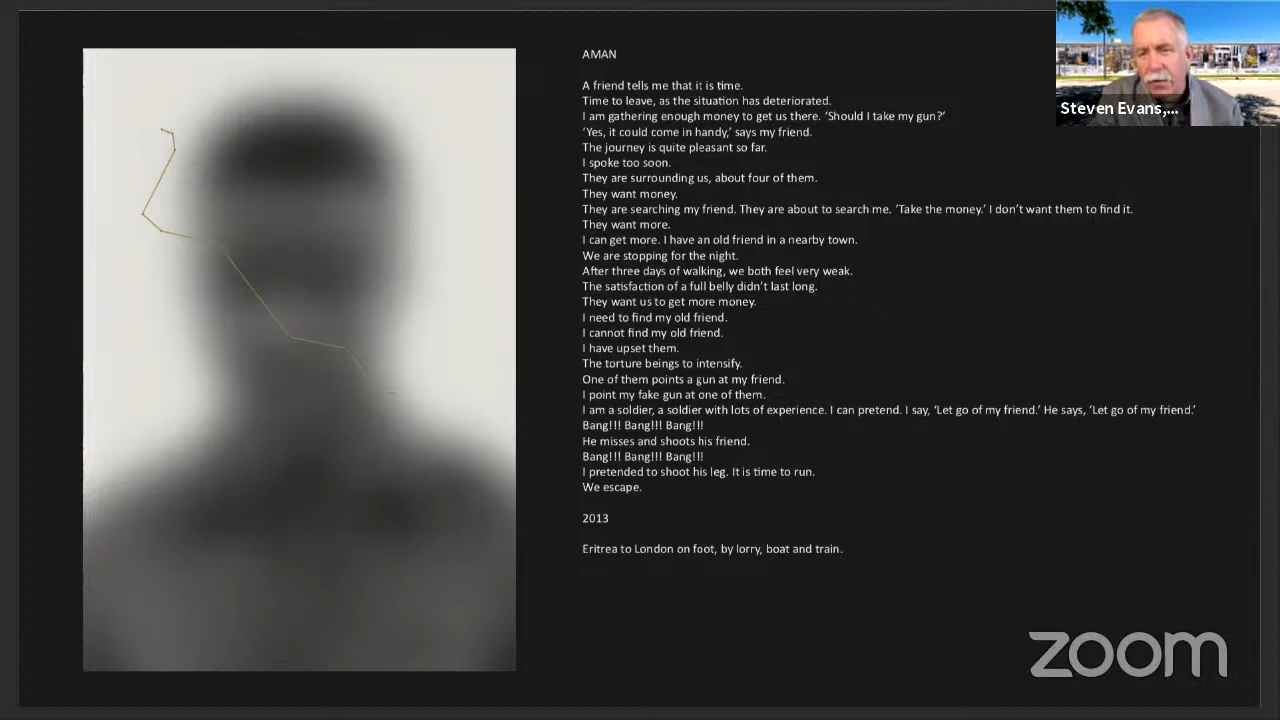 AMAN
A friend tells me that it is time.
Time to leave, as the situation has deteriorated.
I am gathering enough money to get us there. ‘Should I take my gun?’
‘Yes, it could come in handy,’ says my friend.
The journey is quite pleasant so far.
I spoke too soon.
They are surrounding us, about four of them.
They want money.
They are searching my friend. They are about to search me. ‘Take the money.’ I don’t want them to find it.
They want more.
I can get more. I have an old friend in a nearby town.
We are stopping for the night.
After three days of walking, we both feel very weak.
The satisfaction of a full belly didn’t last long.
They want us to get more money.
I need to find my old friend.
I cannot find my old friend.
I have upset them.
The torture beings to intensify.
One of them points a gun at my friend.
I point my fake gun at one of them.
I am a soldier, a soldier with lots of experience. I can pretend. I say, ‘Let go of my friend.’ He says, ‘Let go of my friend.’
Bang!!! Bang!!! Bang!!!
He misses and shoots his friend.
Bang!!! Bang!!! Bang!!!
I pretended to shoot his leg. It is time to run.
We escape.
2013
Eritrea to London on foot, by lorry, boat and train.
Steven Evans,...
zoom